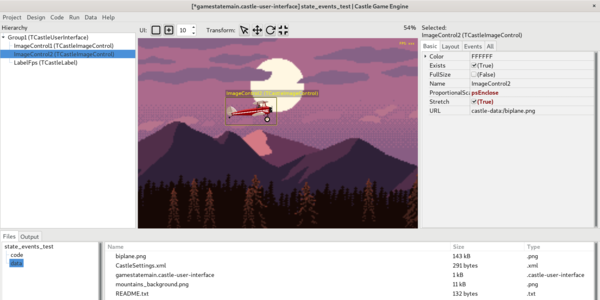 [*gamestatemain.castle-user-interface] state_events_test | Castle Game Engine
Project Design Code Run Data Help
Hierarchy
Group1 (TCastleUserInterface)
ImageControl1 (TCastleImageControl)
ImageControl2 (TCastleImageControl)
LabelFps (TCastleLabel)
UI: 10 Transform: 54%
ImageControl2 (TCastleImageControl)
Selected:
ImageControl2 (TCastleImageControl)
Basic Layout Events All
Color FFFFFF
Exists (True)
FullSize (False)
Name ImageControl2
ProportionalSca psEnclose
Stretch (True)
URL castle-data:/biplane.png
Files Output
state_events_test
code
data
Name Size Type
biplane.png 143 kB .png
CastleSettings.xml 291 bytes .xml
gamestatemain.castle-user-interface 1 kB .castle-user-interface
mountains_background.png 11 kB .png
README.txt 132 bytes .txt